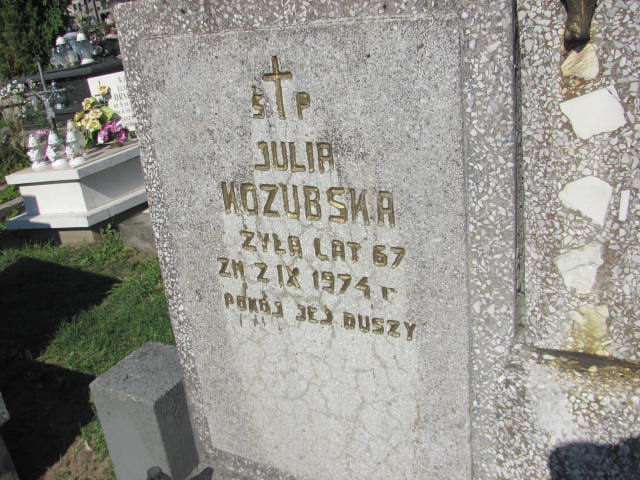 Ś P
JULIA
KOZUBSKA
ŻYŁA LAT 67
ZM. 2 IX 1974 r
POKÓJ JEJ DUSZY